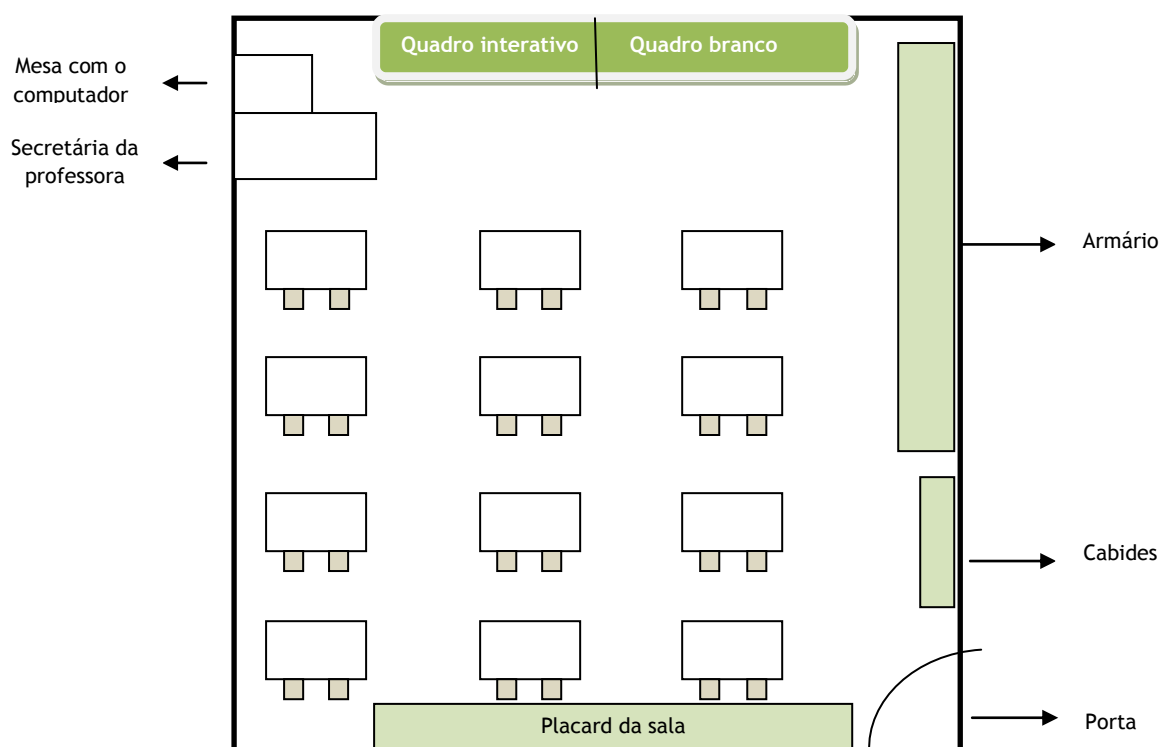 Quadro interativo
Quadro branco
Mesa com o
computador
Secretária da
professora
Armário
Cabides
Placard da sala
Porta